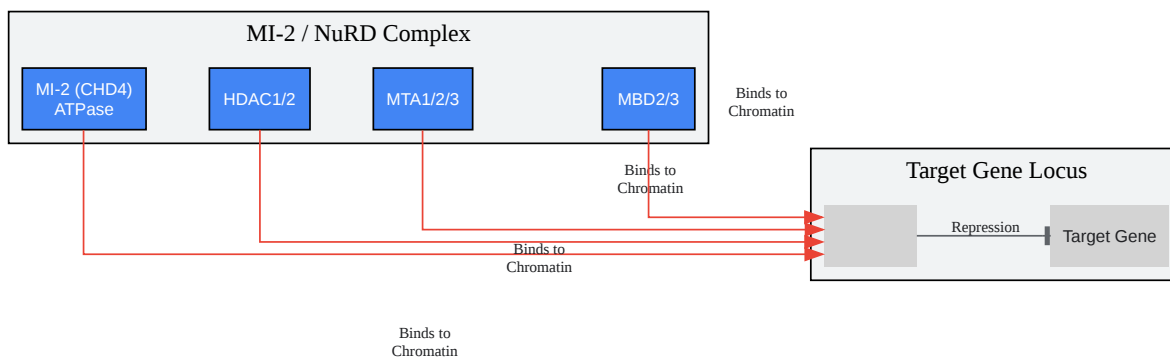 MI-2 / NuRD Complex
MI-2 (CHD4)
ATPase
HDAC1/2
MTA1/2/3
MBD2/3
Binds to
Chromatin
Binds to
Chromatin
Target Gene Locus
Repression
Target Gene
Binds to
Chromatin
Binds to
Chromatin